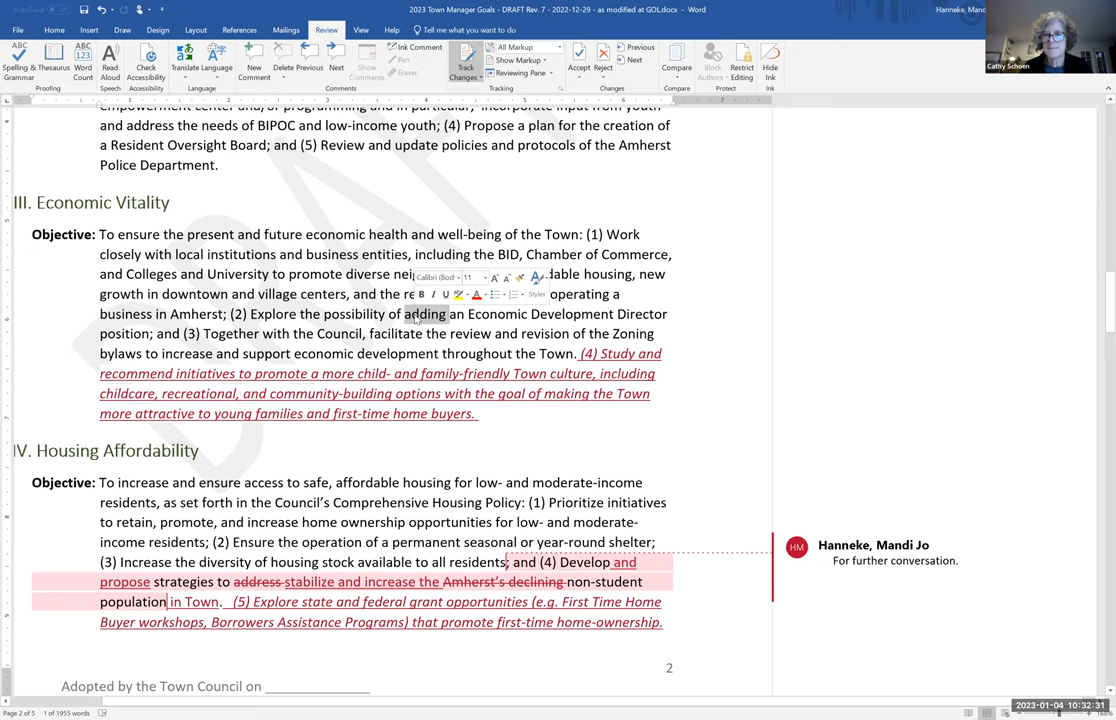 AutoSave Off
2023 Town Manager Goals - DRAFT Rev. 7 - 2022-12-29 - as modified at GOL.docx - Word
Hanneke, Mandi
File Home Insert Draw Design Layout References Mailings Review View Help Tell me what you want to do
Spelling & Grammar Thesaurus Word Count Read Aloud Check Accessibility Translate Language New Comment Delete Previous Next Show Comments Ink Comment Pen Eraser Track Changes All Markup Show Markup Reviewing Pane Accept Reject Previous Next Compare Block Authors Restrict Editing Hide Ink
Proofing Speech Accessibility Language Comments Tracking Changes Compare Protect Ink
Cathy Schoen
and address the needs of BIPOC and low-income youth; (4) Propose a plan for the creation of
a Resident Oversight Board; and (5) Review and update policies and protocols of the Amherst
Police Department.
III. Economic Vitality
Objective: To ensure the present and future economic health and well-being of the Town: (1) Work
closely with local institutions and business entities, including the BID, Chamber of Commerce,
and Colleges and University to promote diverse nei dable housing, new
growth in downtown and village centers, and the re operating a
Calibri (Bod 11
B I U Styles
business in Amherst; (2) Explore the possibility of adding an Economic Development Director
position; and (3) Together with the Council, facilitate the review and revision of the Zoning
bylaws to increase and support economic development throughout the Town. (4) Study and
recommend initiatives to promote a more child- and family-friendly Town culture, including
childcare, recreational, and community-building options with the goal of making the Town
more attractive to young families and first-time home buyers.
IV. Housing Affordability
Objective: To increase and ensure access to safe, affordable housing for low- and moderate-income
residents, as set forth in the Council's Comprehensive Housing Policy: (1) Prioritize initiatives
to retain, promote, and increase home ownership opportunities for low- and moderate-
income residents; (2) Ensure the operation of a permanent seasonal or year-round shelter;
(3) Increase the diversity of housing stock available to all residents; and (4) Develop and
propose strategies to address stabilize and increase the Amherst's declining non-student
population in Town. (5) Explore state and federal grant opportunities (e.g. First Time Home
Buyer workshops, Borrowers Assistance Programs) that promote first-time home-ownership.
HM Hanneke, Mandi Jo
For further conversation.
2
Adopted by the Town Council on ________________
DRAFT
Page 2 of 5 1 of 1955 words
2023-01-04 10:32:31